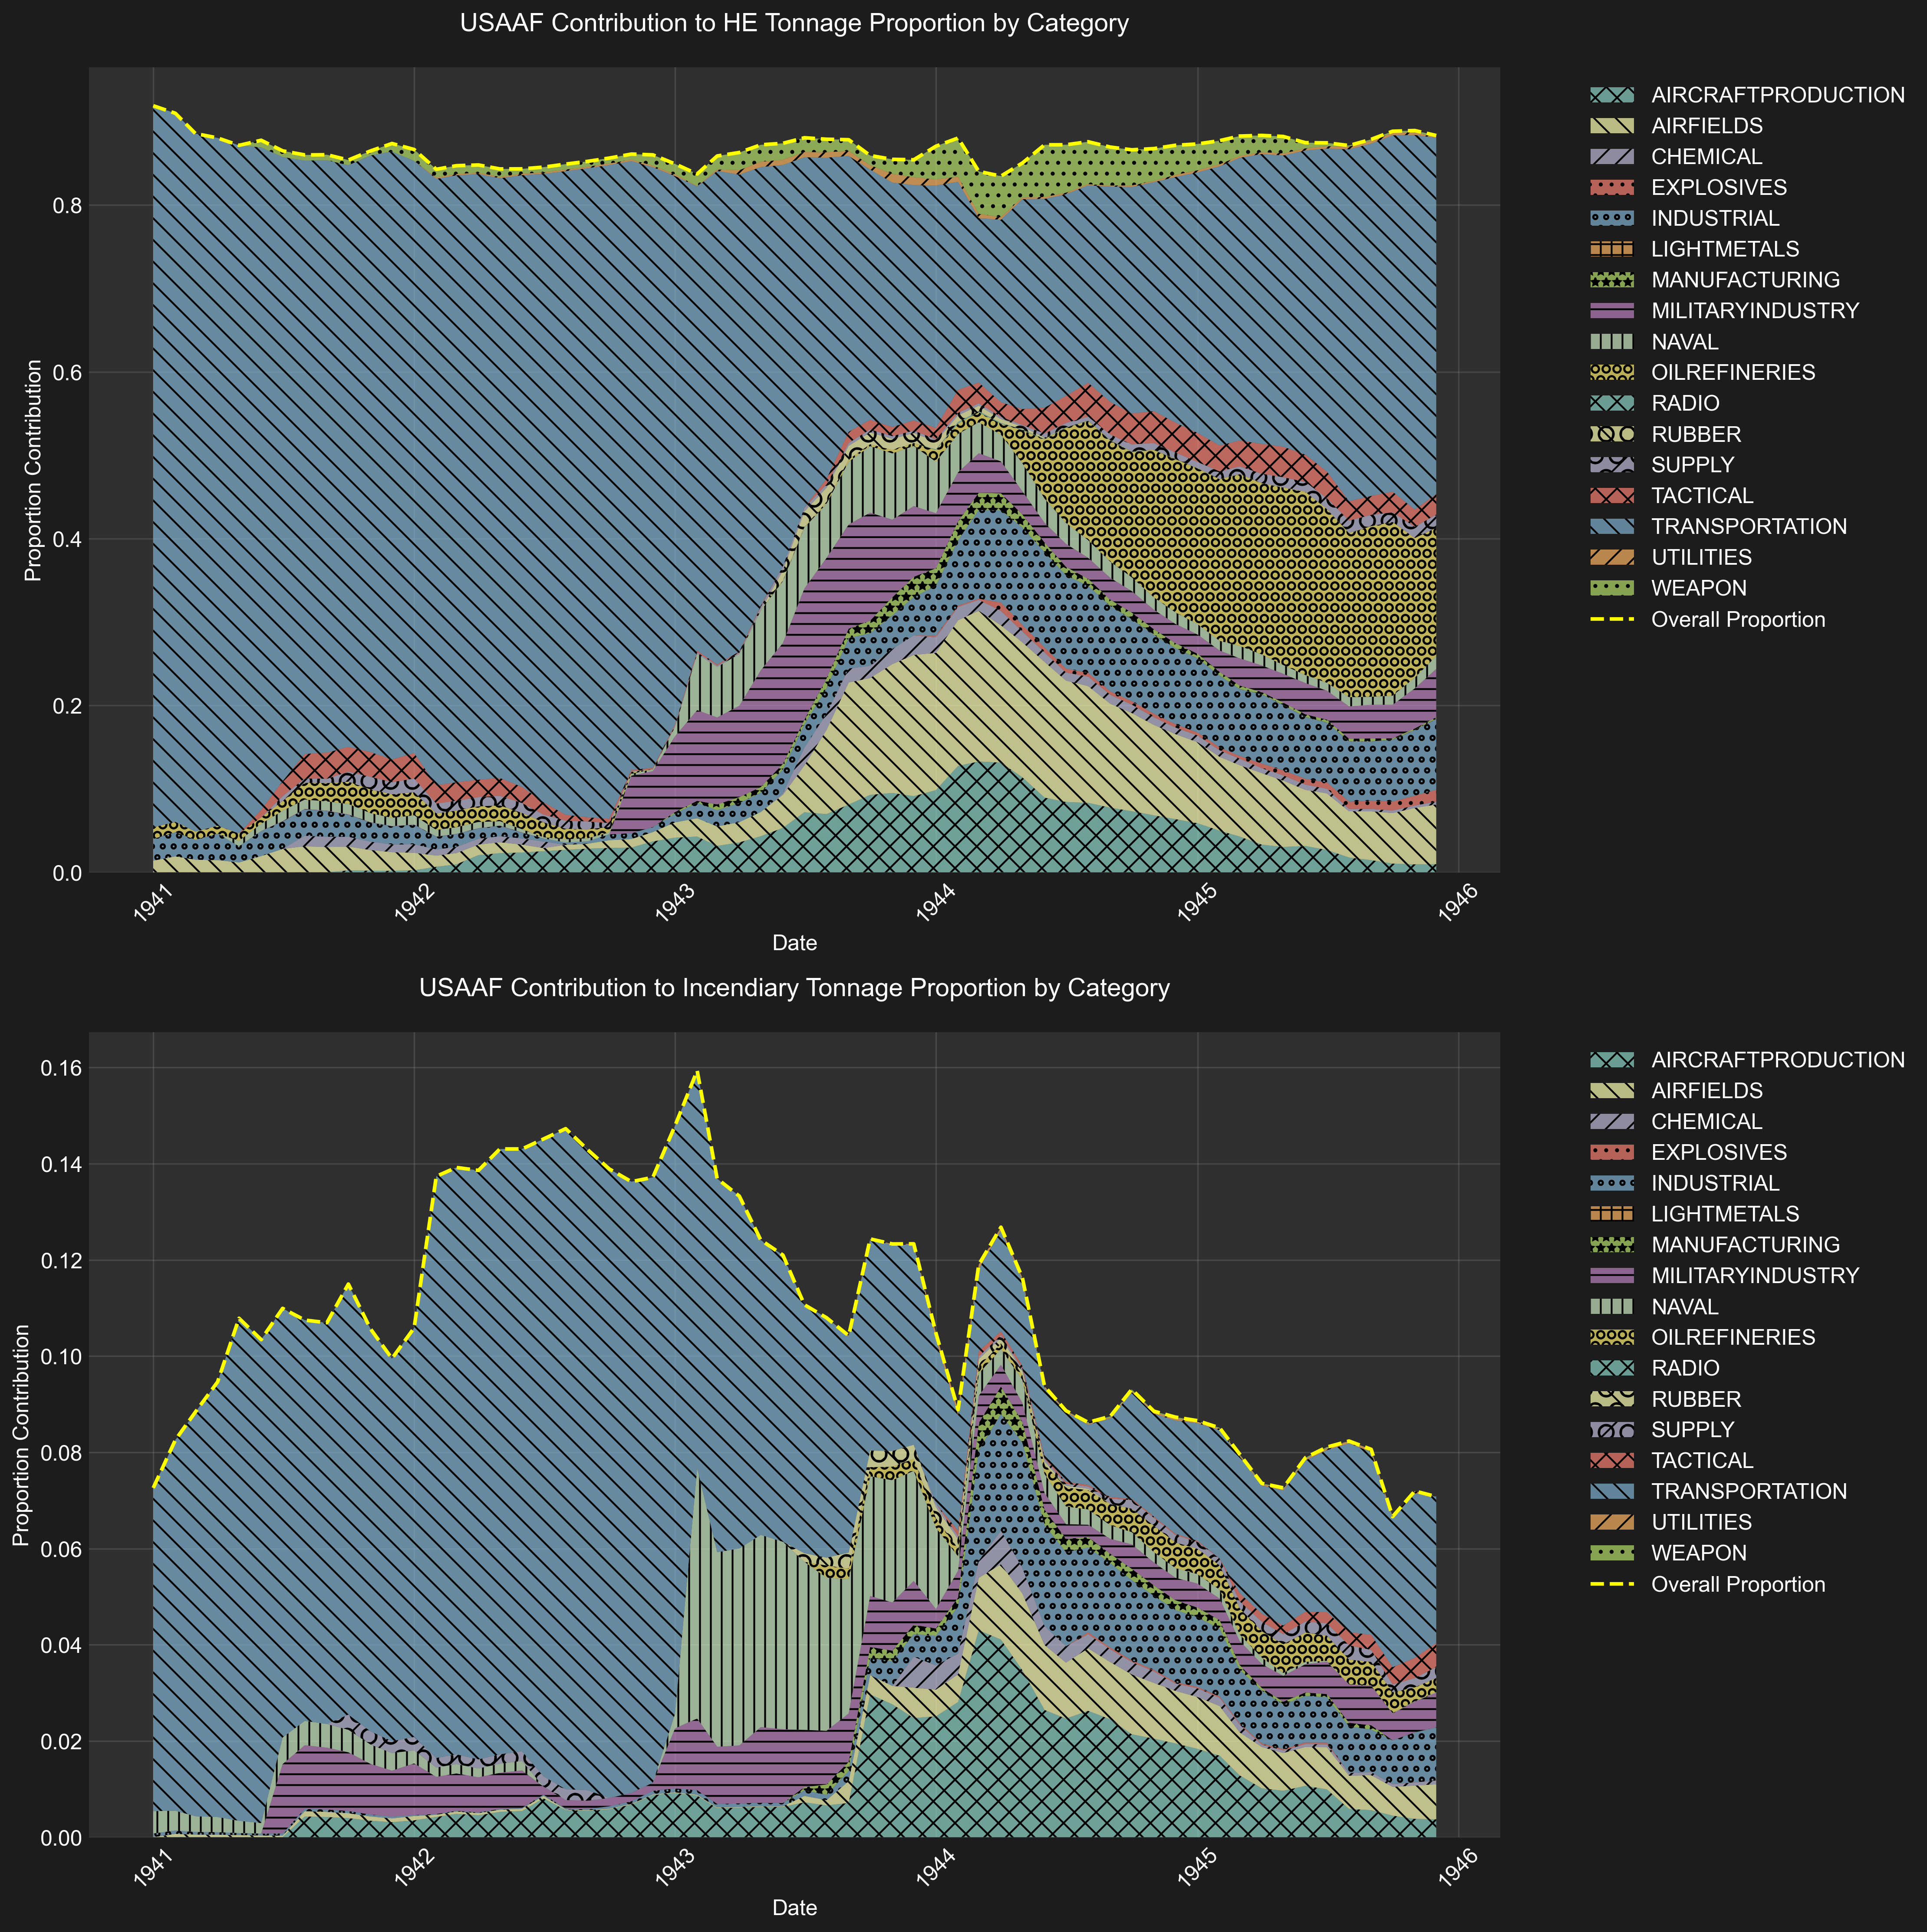 USAAF Contribution to HE Tonnage Proportion by Category
Proportion Contribution
0.8
0.6
0.4
0.2
0.0
1941
1942
1943
1944
1945
1946
Date
AIRCRAFTPRODUCTION
AIRFIELDS
CHEMICAL
EXPLOSIVES
INDUSTRIAL
LIGHTMETALS
MANUFACTURING
MILITARYINDUSTRY
NAVAL
OILREFINERIES
RADIO
RUBBER
SUPPLY
TACTICAL
TRANSPORTATION
UTILITIES
WEAPON
Overall Proportion
USAAF Contribution to Incendiary Tonnage Proportion by Category
Proportion Contribution
0.16
0.14
0.12
0.10
0.08
0.06
0.04
0.02
0.00
1941
1942
1943
1944
1945
1946
Date
AIRCRAFTPRODUCTION
AIRFIELDS
CHEMICAL
EXPLOSIVES
INDUSTRIAL
LIGHTMETALS
MANUFACTURING
MILITARYINDUSTRY
NAVAL
OILREFINERIES
RADIO
RUBBER
SUPPLY
TACTICAL
TRANSPORTATION
UTILITIES
WEAPON
Overall Proportion